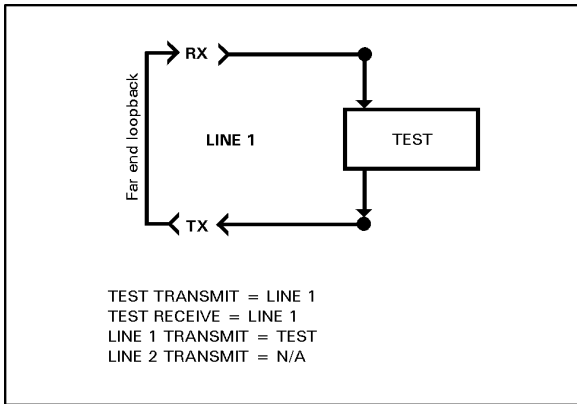 RX
Far end loopback
LINE 1
TEST
TX
TEST TRANSMIT = LINE 1
TEST RECEIVE = LINE 1
LINE 1 TRANSMIT = TEST
LINE 2 TRANSMIT = N/A